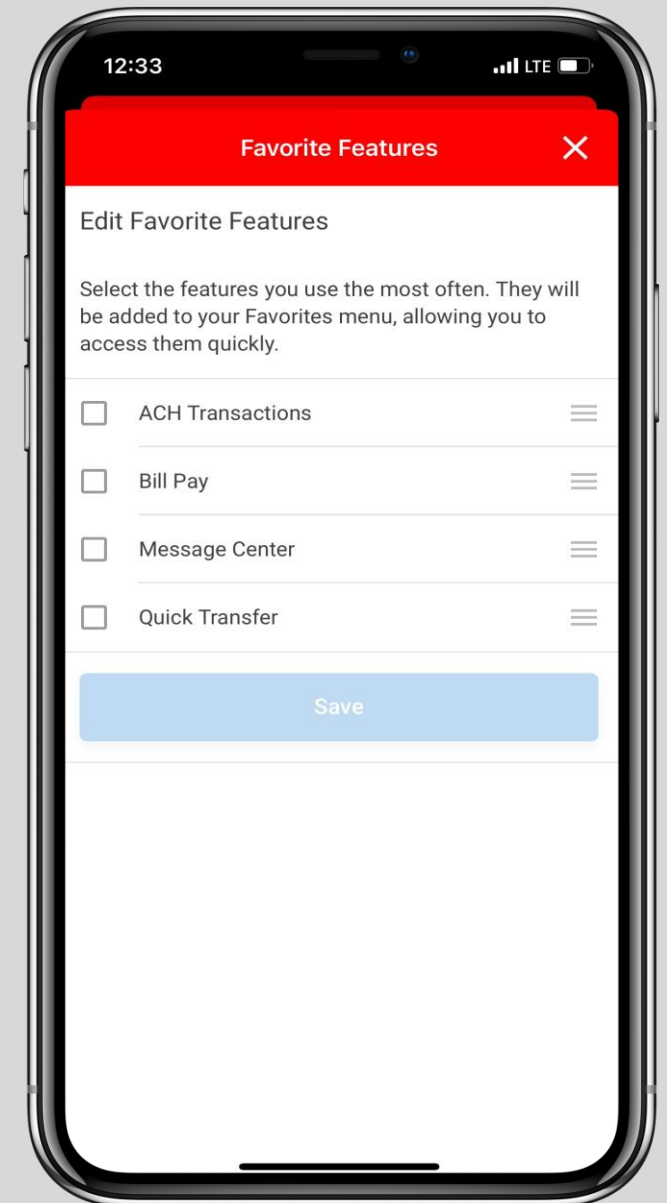 12:33 LTE
Favorite Features
Edit Favorite Features
Select the features you use the most often. They will
be added to your Favorites menu, allowing you to
access them quickly.
ACH Transactions
Bill Pay
Message Center
Quick Transfer
Save